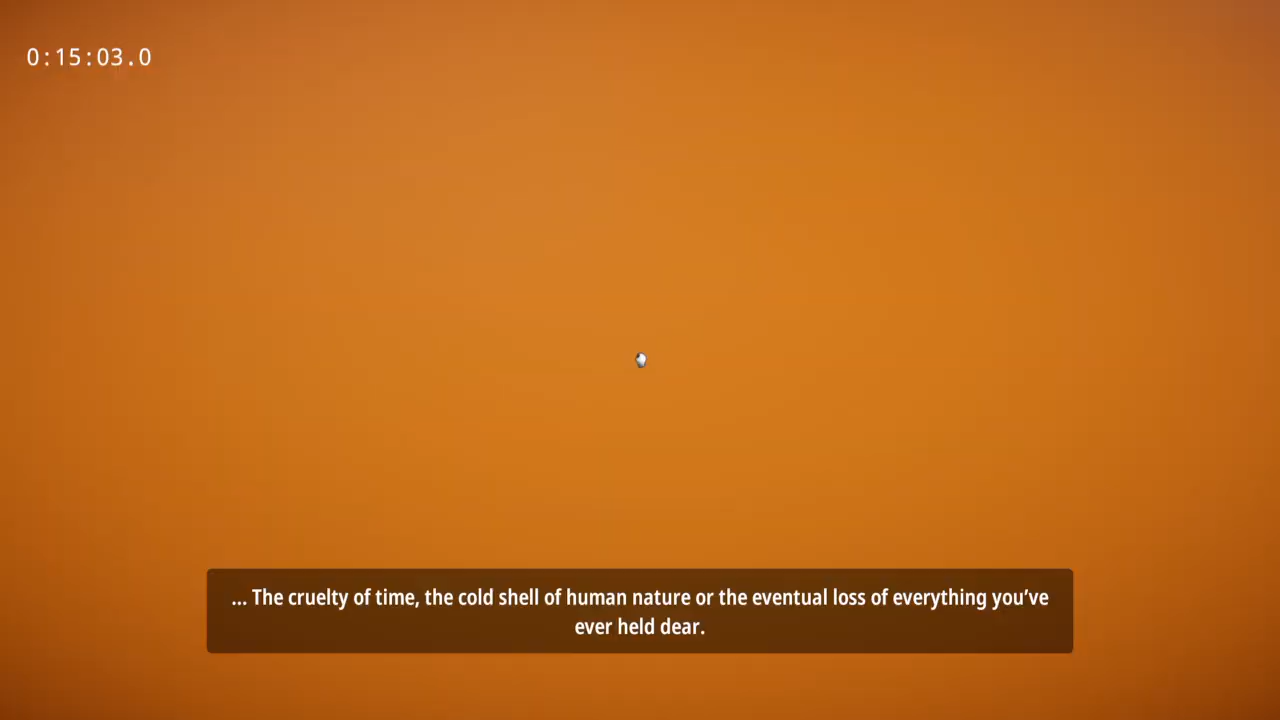 0:15:03.0
... The cruelty of time, the cold shell of human nature or the eventual loss of everything you’ve
ever held dear.